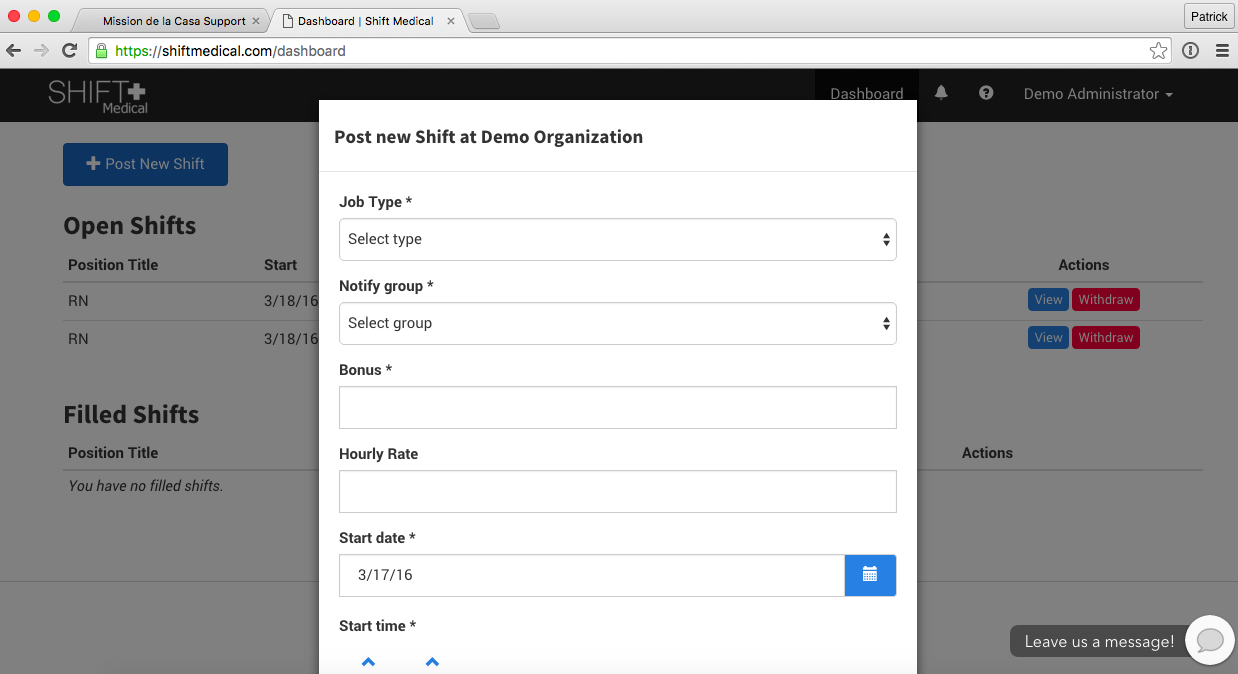 Mission de la Casa Support
Dashboard | Shift Medical
Patrick
https://shiftmedical.com/dashboard
SHIFT
Medical
Dashboard
Demo Administrator
Post New Shift
Post new Shift at Demo Organization
Job Type *
Select type
Notify group *
Select group
Bonus *
Hourly Rate
Start date *
3/17/16
Start time *
Open Shifts
Position Title Start Actions
RN 3/18/16 View Withdraw
RN 3/18/16 View Withdraw
Filled Shifts
Position Title Actions
You have no filled shifts.
Leave us a message!